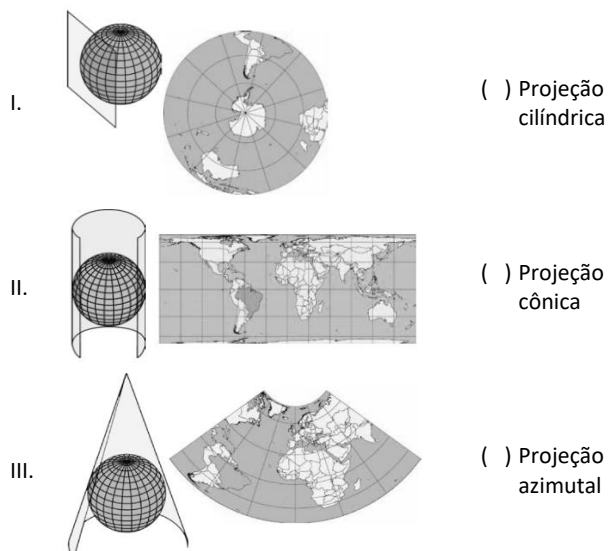 I.
( ) Projeção
cilíndrica
II.
( ) Projeção
cônica
III.
( ) Projeção
azimutal